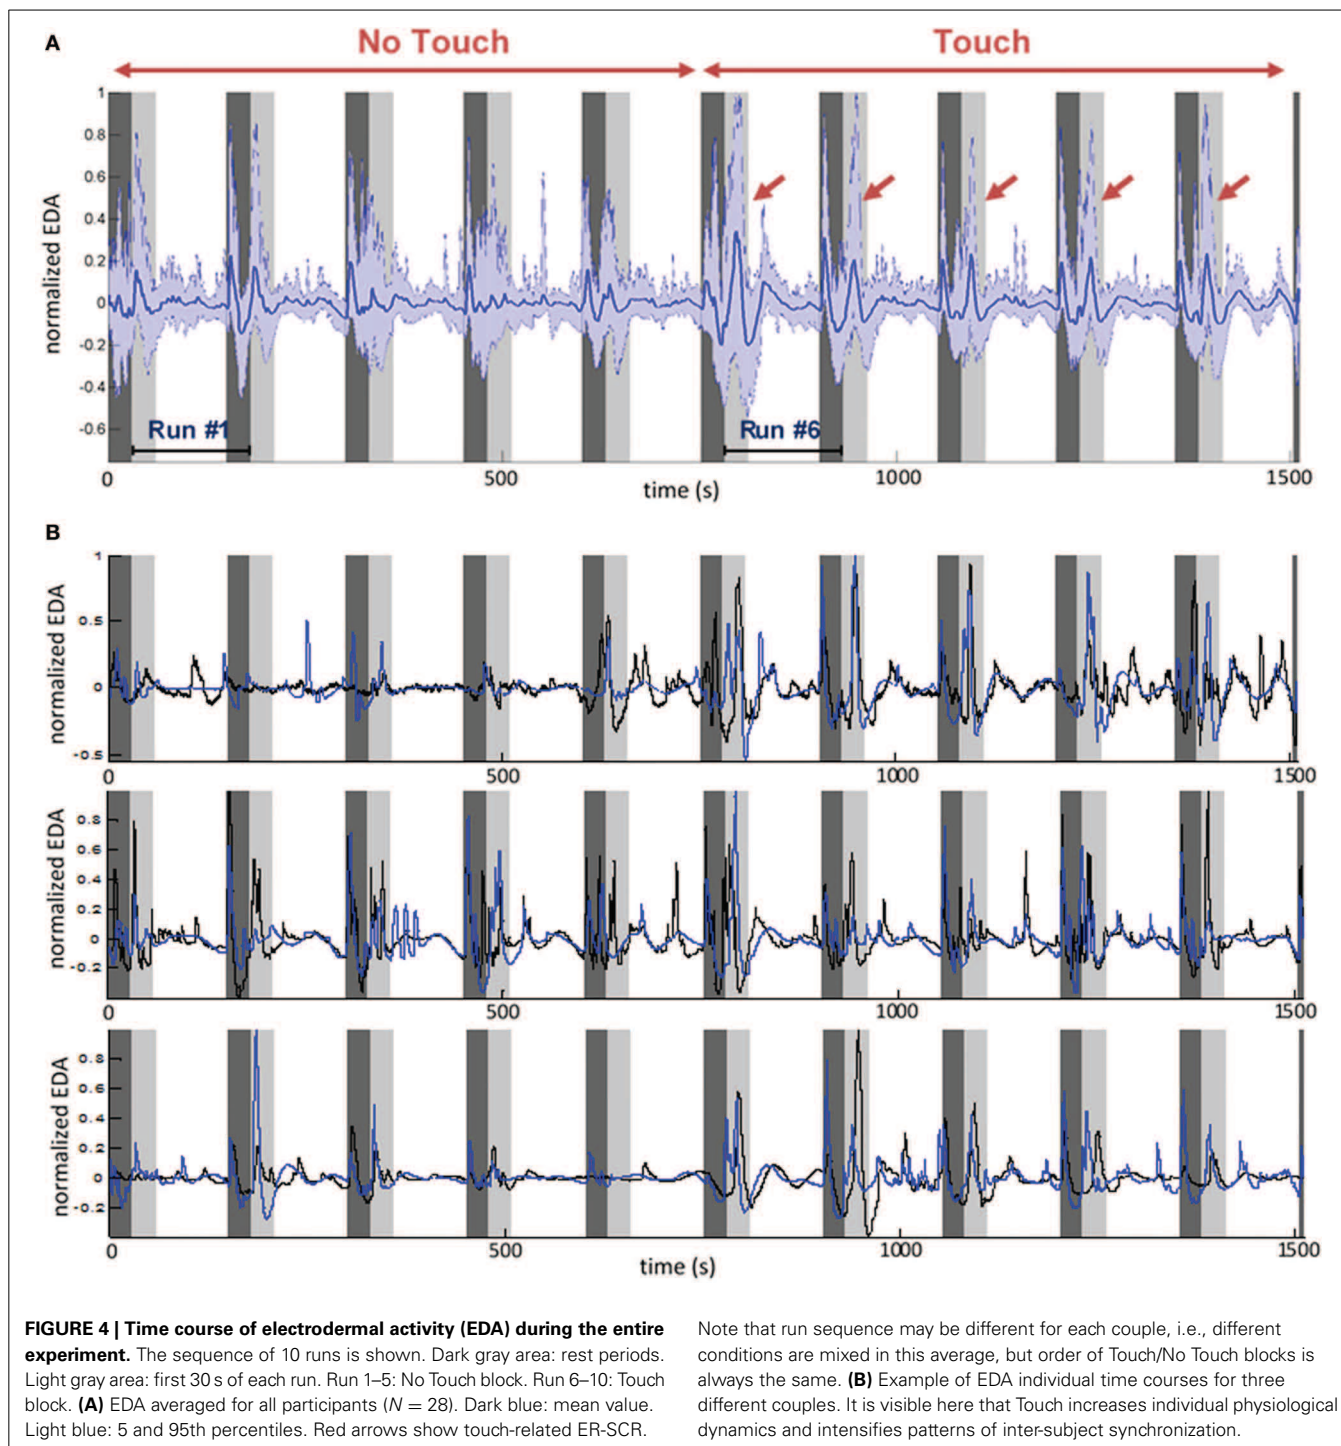 A
No Touch
Touch
1
0.8
0.6
0.4
0.2
0
-0.2
-0.4
-0.6
normalized EDA
Run #1
Run #6
0
500
1000
1500
time (s)
B
1
0.5
0
-0.5
normalized EDA
0
500
1000
1500
0.8
0.6
0.4
0.2
0
-0.2
normalized EDA
0
500
1000
1500
0.8
0.6
0.4
0.2
0
-0.2
normalized EDA
0
500
1000
1500
time (s)
FIGURE 4 | Time course of electrodermal activity (EDA) during the entire
experiment. The sequence of 10 runs is shown. Dark gray area: rest periods.
Light gray area: first 30 s of each run. Run 1–5: No Touch block. Run 6–10: Touch
block. (A) EDA averaged for all participants (N = 28). Dark blue: mean value.
Light blue: 5 and 95th percentiles. Red arrows show touch-related ER-SCR.
Note that run sequence may be different for each couple, i.e., different
conditions are mixed in this average, but order of Touch/No Touch blocks is
always the same. (B) Example of EDA individual time courses for three
different couples. It is visible here that Touch increases individual physiological
dynamics and intensifies patterns of inter-subject synchronization.